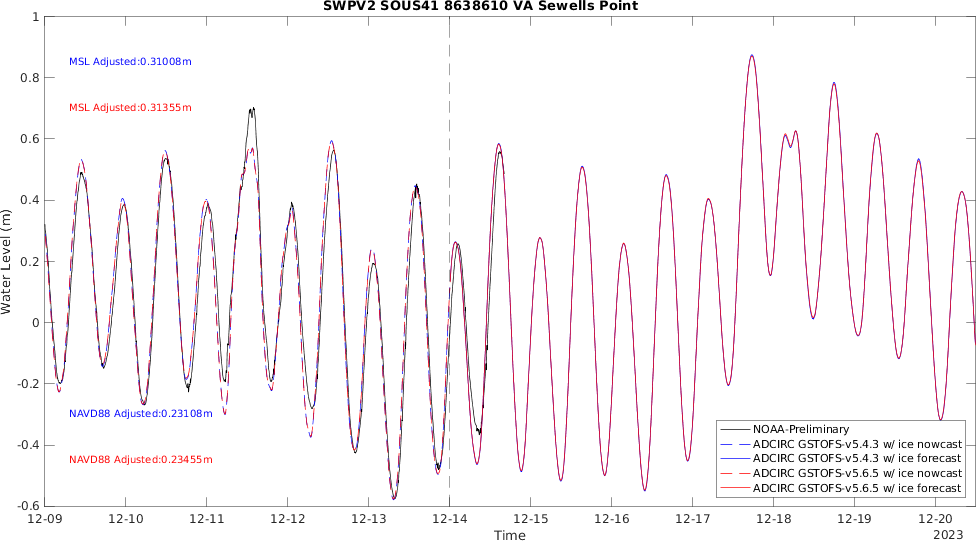 SWPV2 SOUS41 8638610 VA Sewells Point
1
0.8
0.6
0.4
0.2
0
-0.2
-0.4
-0.6
Water Level (m)
MSL Adjusted:0.31008m
MSL Adjusted:0.31355m
NAVD88 Adjusted:0.23108m
NAVD88 Adjusted:0.23455m
NOAA-Preliminary
ADCIRC GSTOFS-v5.4.3 w/ ice nowcast
ADCIRC GSTOFS-v5.4.3 w/ ice forecast
ADCIRC GSTOFS-v5.6.5 w/ ice nowcast
ADCIRC GSTOFS-v5.6.5 w/ ice forecast
12-09 12-10 12-11 12-12 12-13 12-14 12-15 12-16 12-17 12-18 12-19 12-20
Time
2023